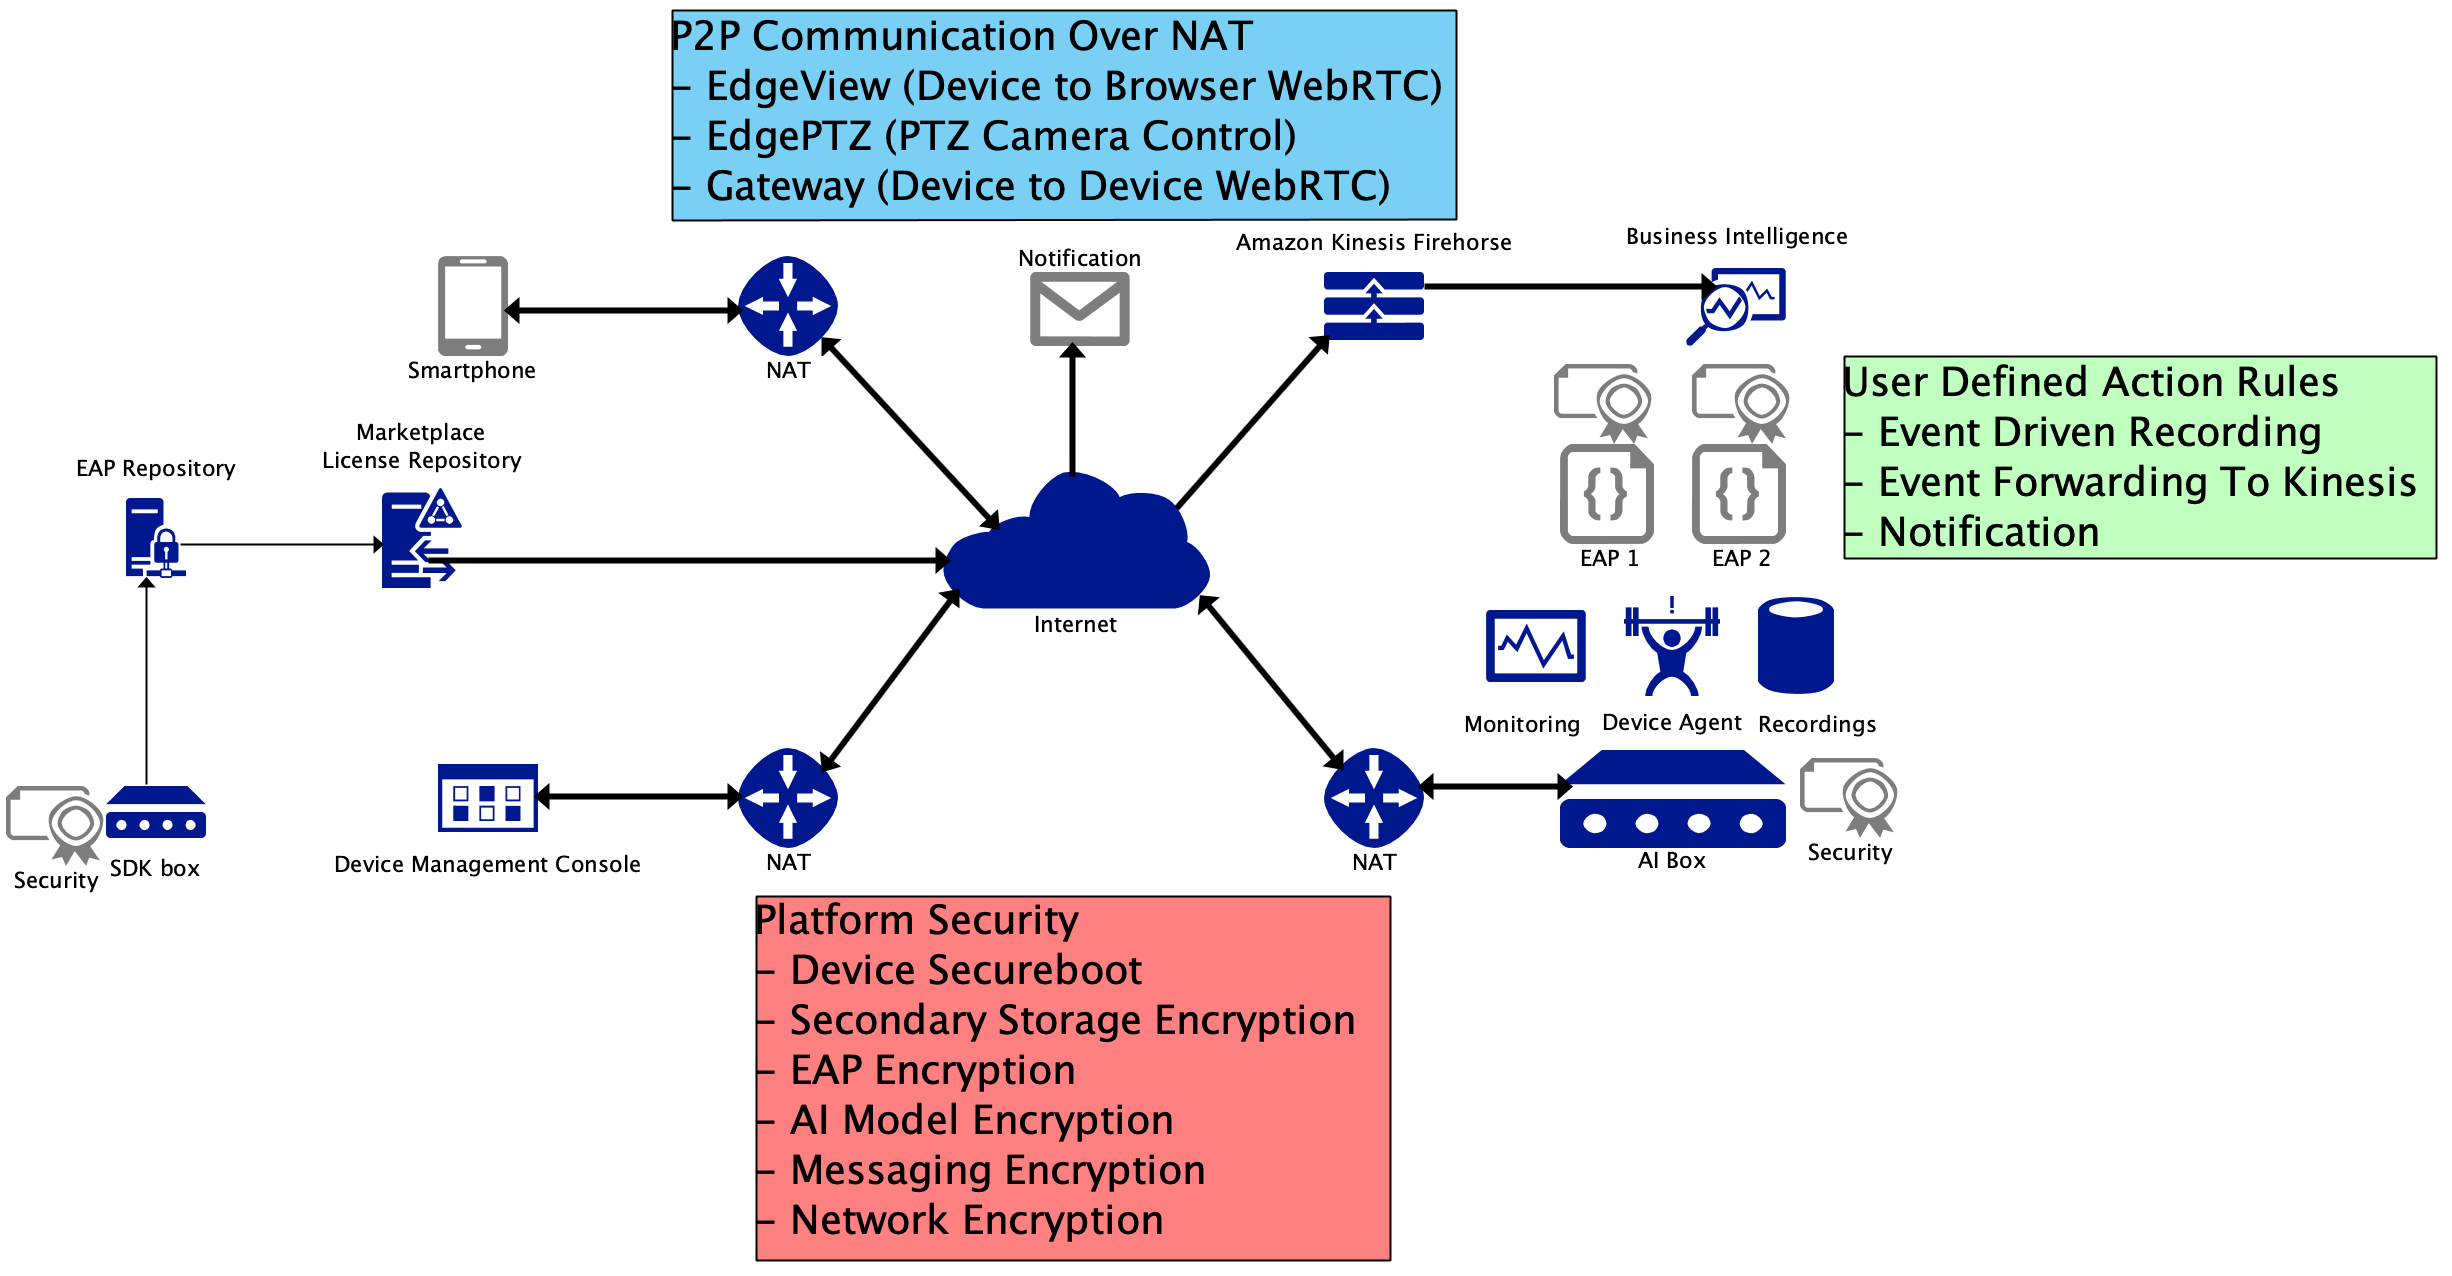 P2P Communication Over NAT
– EdgeView (Device to Browser WebRTC)
– EdgePTZ (PTZ Camera Control)
– Gateway (Device to Device WebRTC)
Smartphone
NAT
Notification
Amazon Kinesis Firehorse
Business Intelligence
User Defined Action Rules
– Event Driven Recording
– Event Forwarding To Kinesis
– Notification
EAP 1
EAP 2
Marketplace
License Repository
EAP Repository
Internet
Monitoring
Device Agent
Recordings
Security
SDK box
Device Management Console
NAT
NAT
AI Box
Security
Platform Security
– Device Secureboot
– Secondary Storage Encryption
– EAP Encryption
– AI Model Encryption
– Messaging Encryption
– Network Encryption